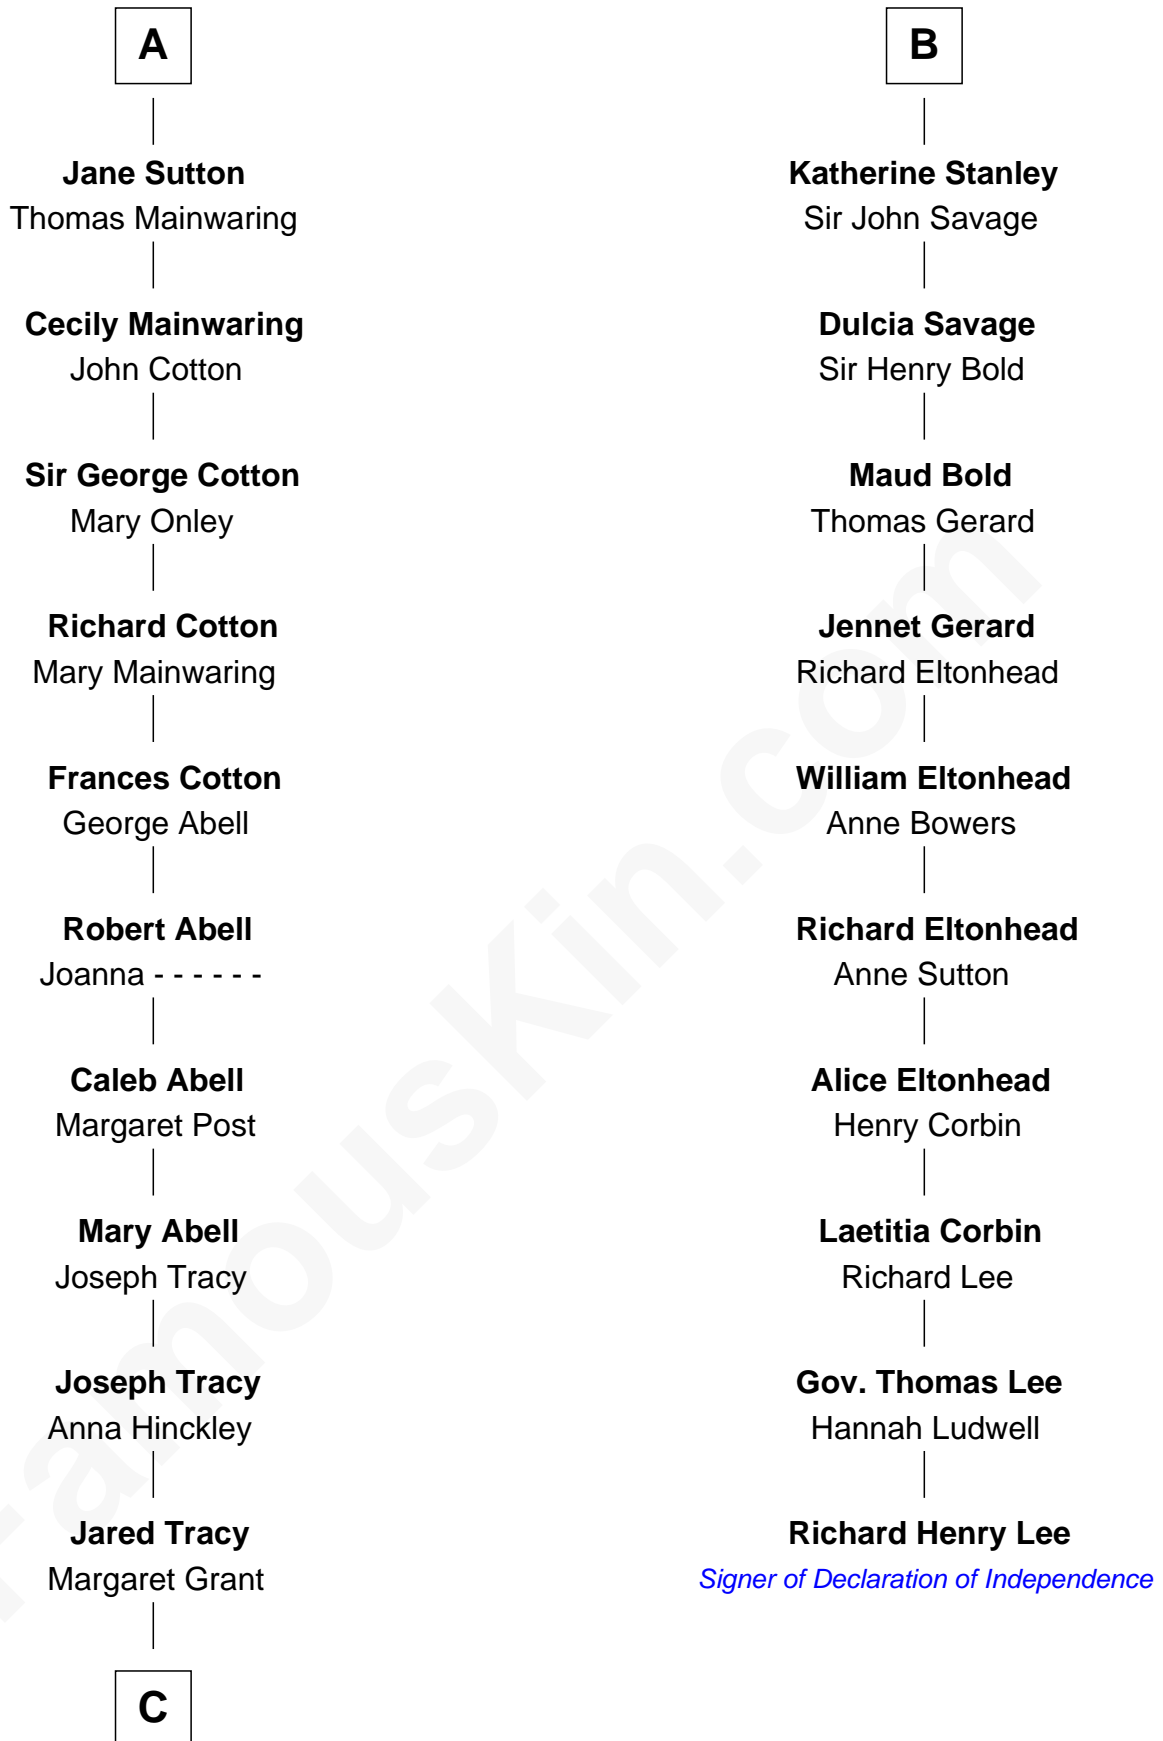 A
Jane Sutton
Thomas Mainwaring
Cecily Mainwaring
John Cotton
Sir George Cotton
Mary Onley
Richard Cotton
Mary Mainwaring
Frances Cotton
George Abell
Robert Abell
Joanna - - - - - -
Caleb Abell
Margaret Post
Mary Abell
Joseph Tracy
Joseph Tracy
Anna Hinckley
Jared Tracy
Margaret Grant
C
B
Katherine Stanley
Sir John Savage
Dulcia Savage
Sir Henry Bold
Maud Bold
Thomas Gerard
Jennet Gerard
Richard Eltonhead
William Eltonhead
Anne Bowers
Richard Eltonhead
Anne Sutton
Alice Eltonhead
Henry Corbin
Laetitia Corbin
Richard Lee
Gov. Thomas Lee
Hannah Ludwell
Richard Henry Lee
Signer of Declaration of Independence
FamousKin.com